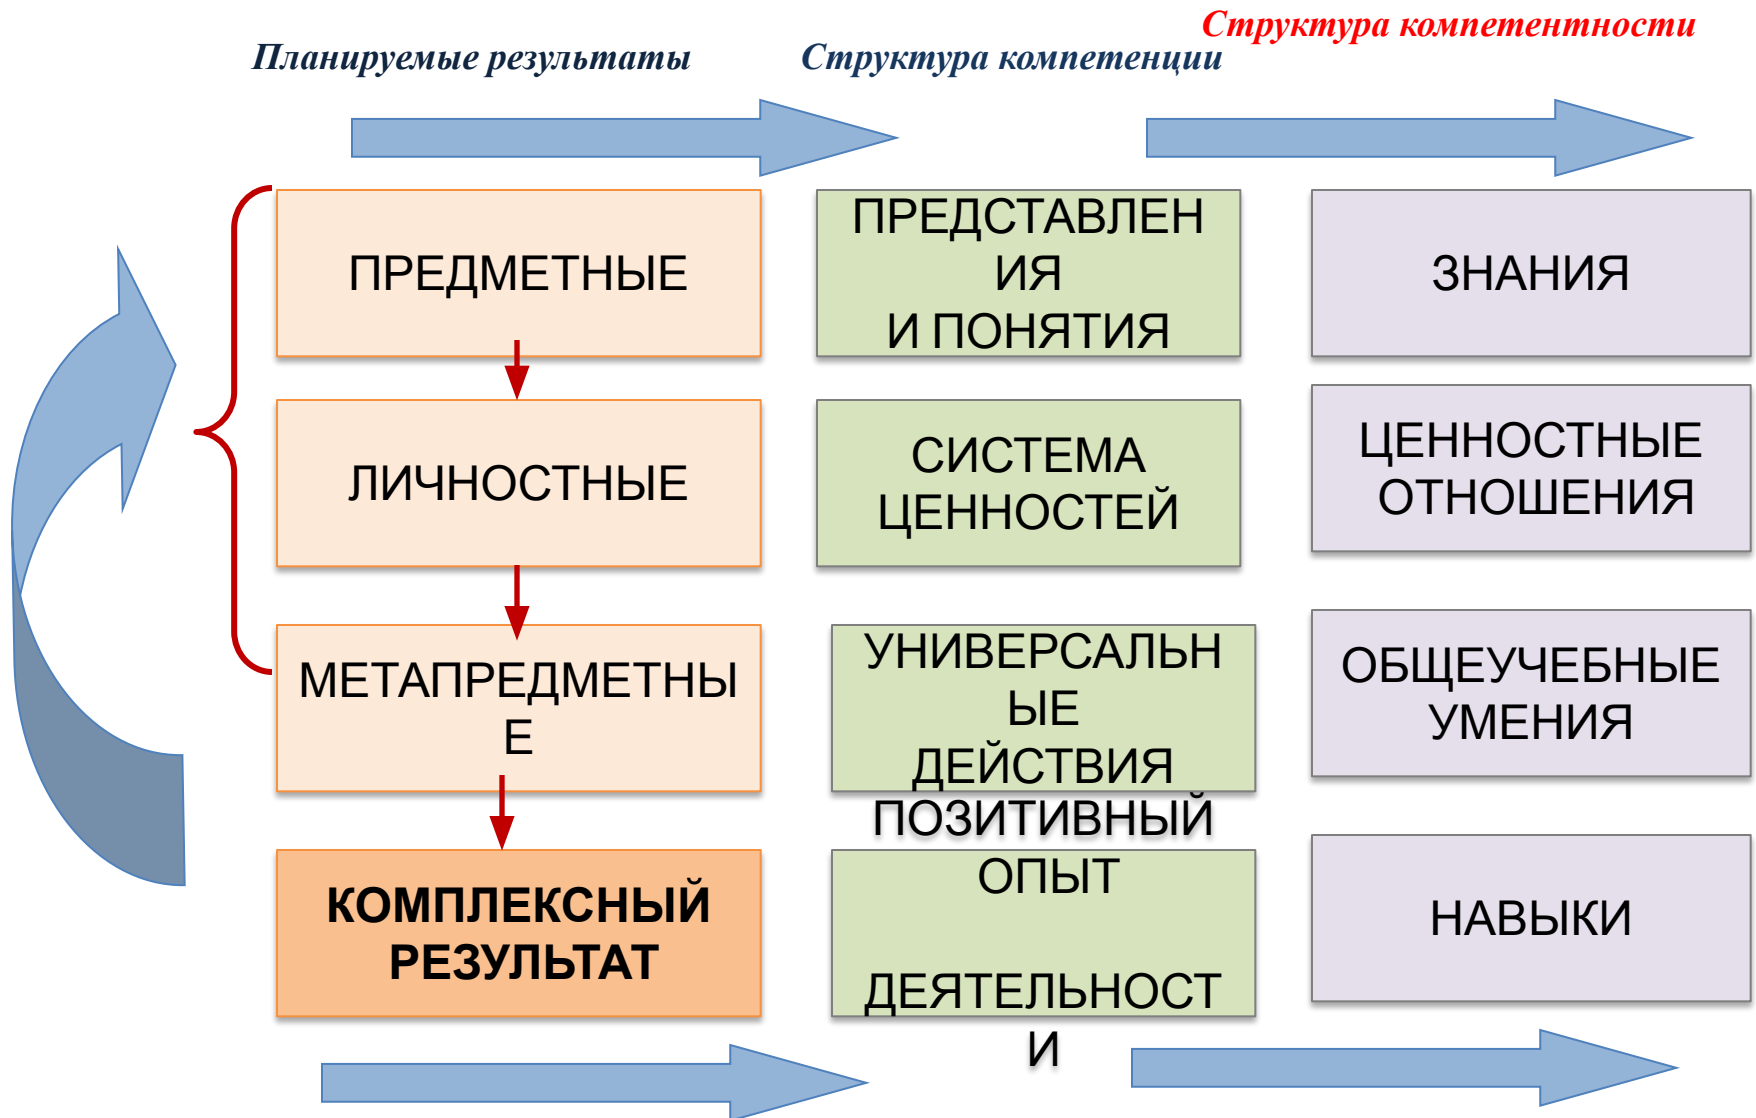 Структура компетентности
Планируемые результаты
Структура компетенции
ПРЕДМЕТНЫЕ
ПРЕДСТАВЛЕН
ИЯ
И ПОНЯТИЯ
ЗНАНИЯ
ЛИЧНОСТНЫЕ
СИСТЕМА
ЦЕННОСТЕЙ
ЦЕННОСТНЫЕ
ОТНОШЕНИЯ
МЕТАПРЕДМЕТНЫ
Е
УНИВЕРСАЛЬН
ЫЕ
ДЕЙСТВИЯ
ОБЩЕУЧЕБНЫЕ
УМЕНИЯ
КОМПЛЕКСНЫЙ
РЕЗУЛЬТАТ
ПОЗИТИВНЫЙ
ОПЫТ
ДЕЯТЕЛЬНОСТ
И
НАВЫКИ